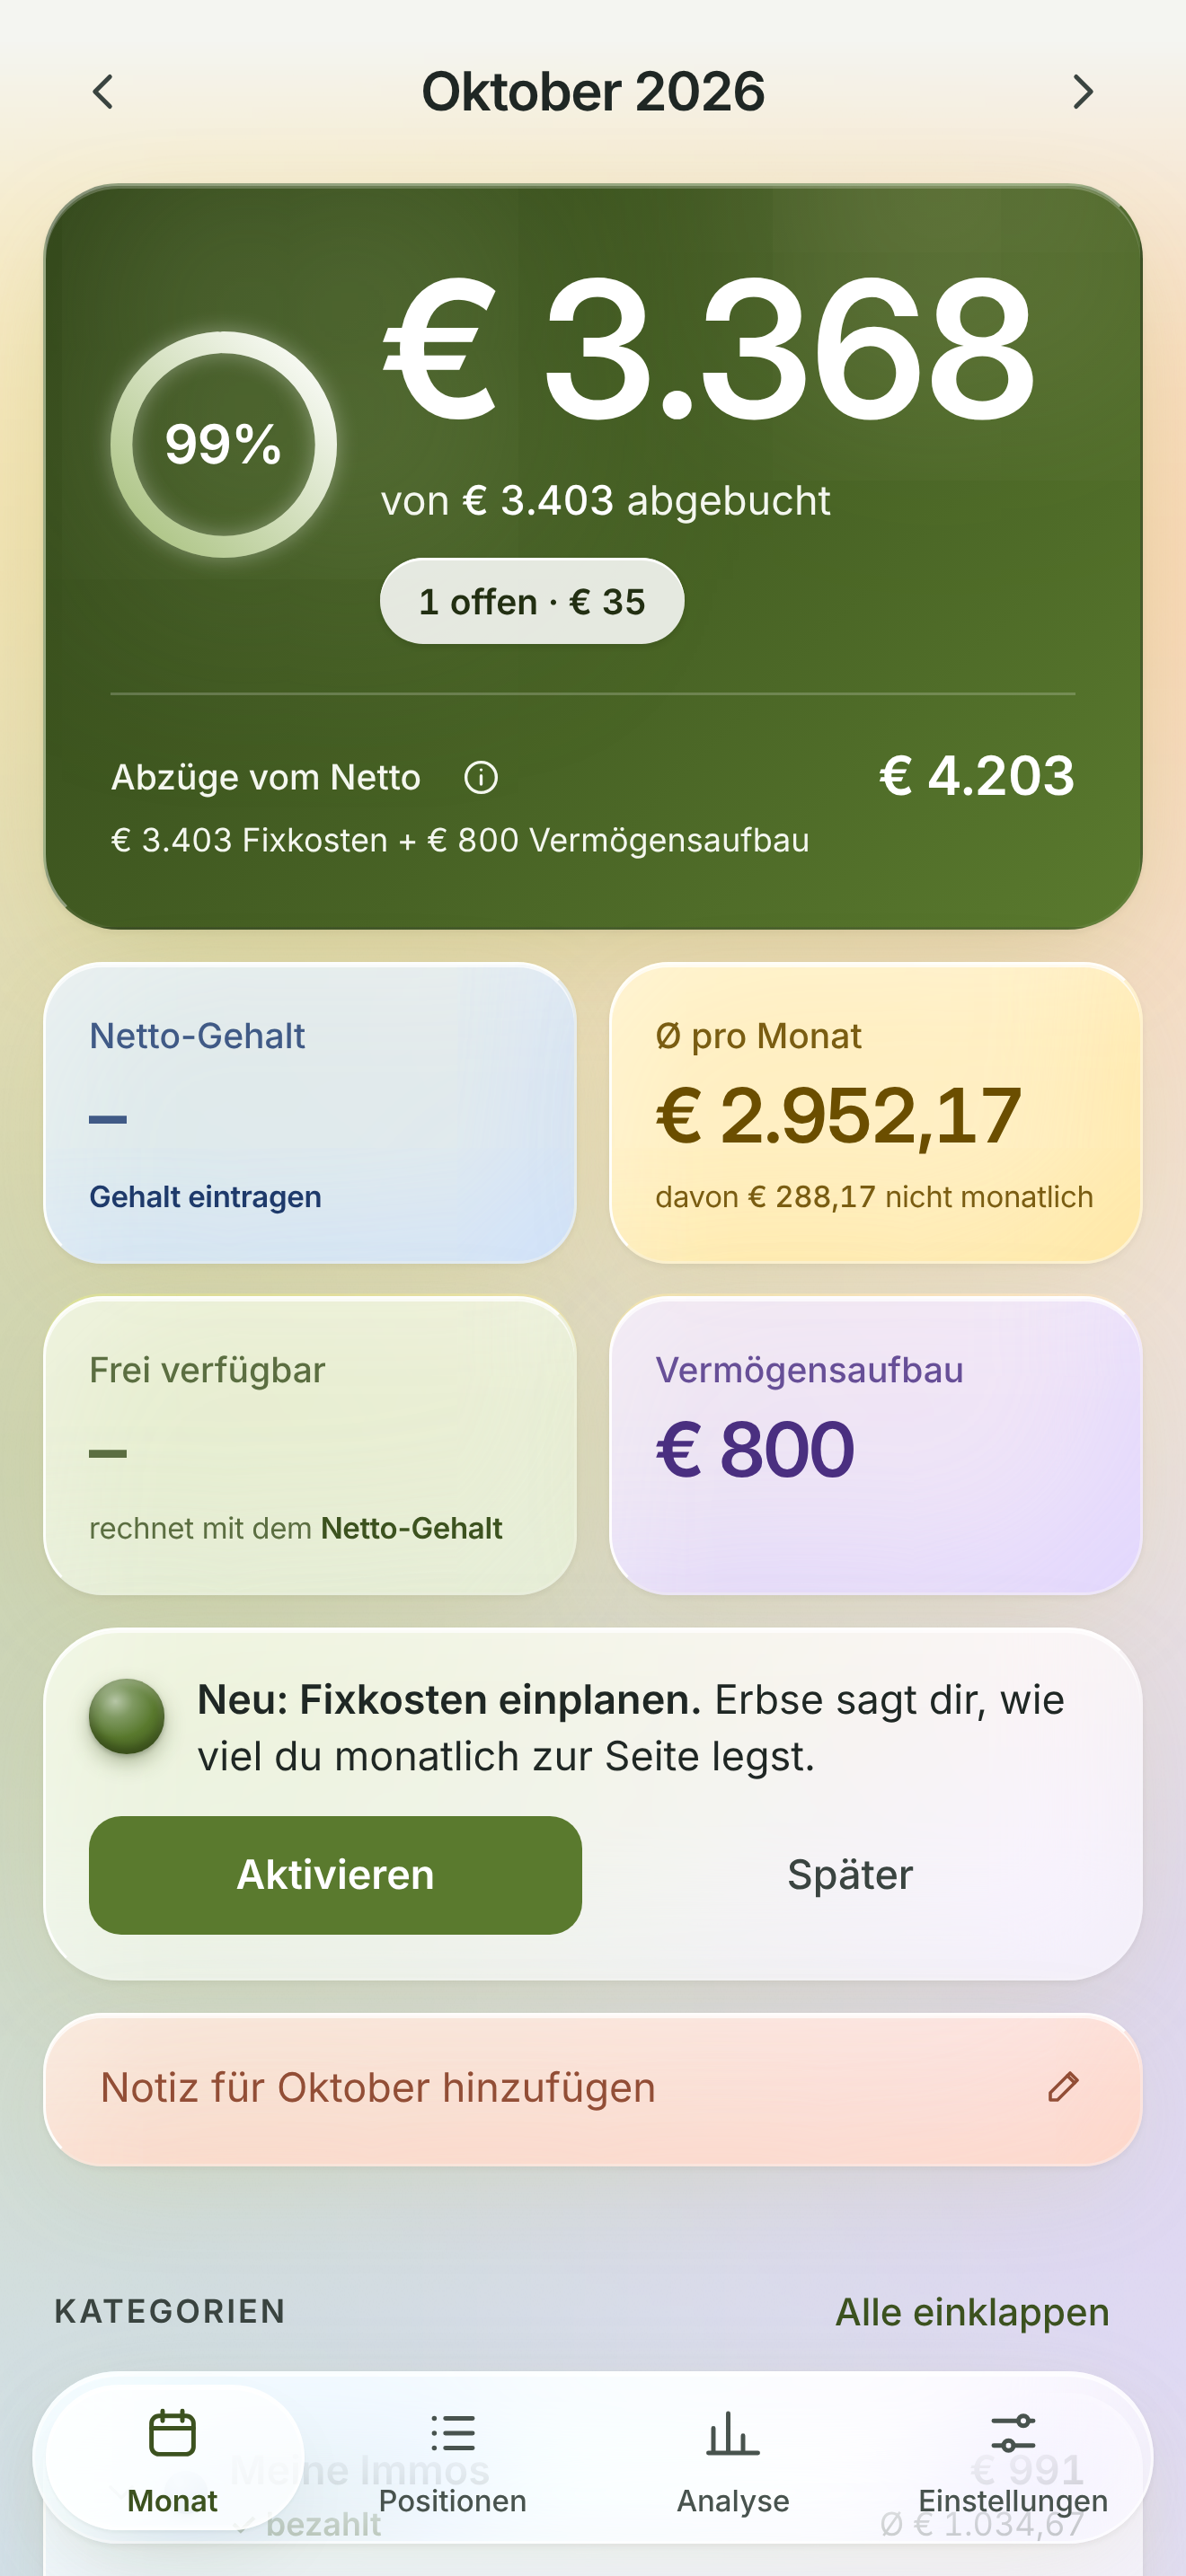 Oktober 2026
99%
€ 3.368
von € 3.403 abgebucht
1 offen · € 35
Abzüge vom Netto
€ 4.203
€ 3.403 Fixkosten + € 800 Vermögensaufbau
Netto-Gehalt
–
Gehalt eintragen
Ø pro Monat
€ 2.952,17
davon € 288,17 nicht monatlich
Frei verfügbar
–
rechnet mit dem Netto-Gehalt
Vermögensaufbau
€ 800
Neu: Fixkosten einplanen. Erbse sagt dir, wie
viel du monatlich zur Seite legst.
Aktivieren
Später
Notiz für Oktober hinzufügen
KATEGORIEN
Alle einklappen
Meine Immos
€ 991
✓ bezahlt
Ø € 1.034,67
Monat
Positionen
Analyse
Einstellungen